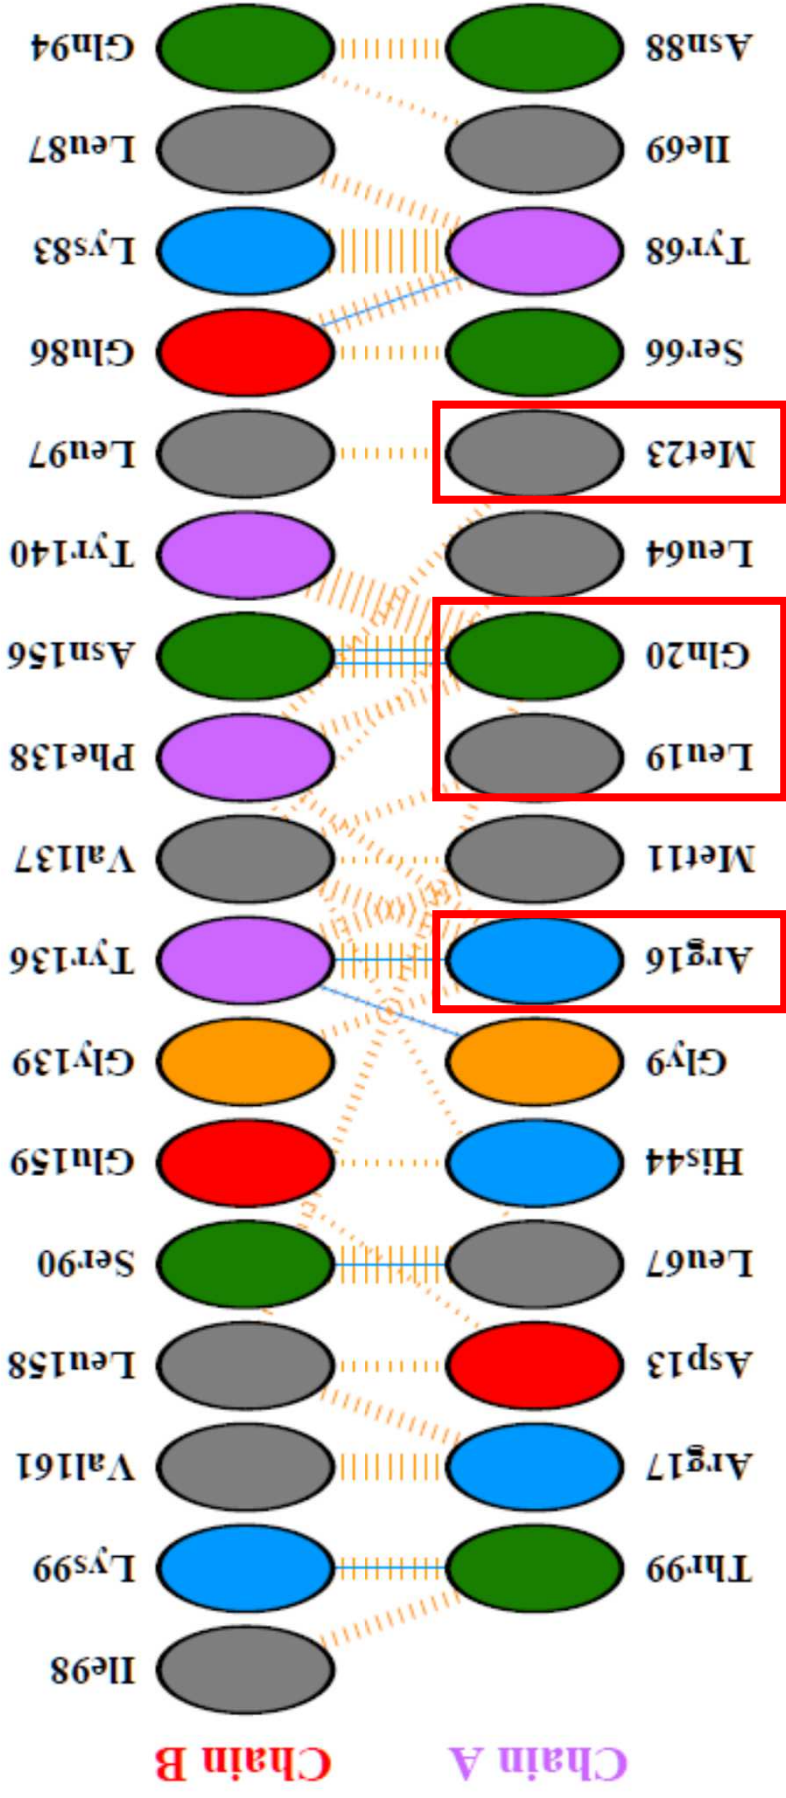 Chain A Chain B
Ile98
Thr99 Lys99
Arg17 Val161
Asp13 Leu158
Leu67 Ser90
His44 Glu159
Gly9 Gly139
Arg16 Tyr136
Met11 Val137
Leu19 Phe138
Gln20 Asn156
Leu64 Tyr140
Met23 Leu97
Ser66 Glu86
Tyr68 Lys83
Ile69 Leu87
Asn88 Gln94